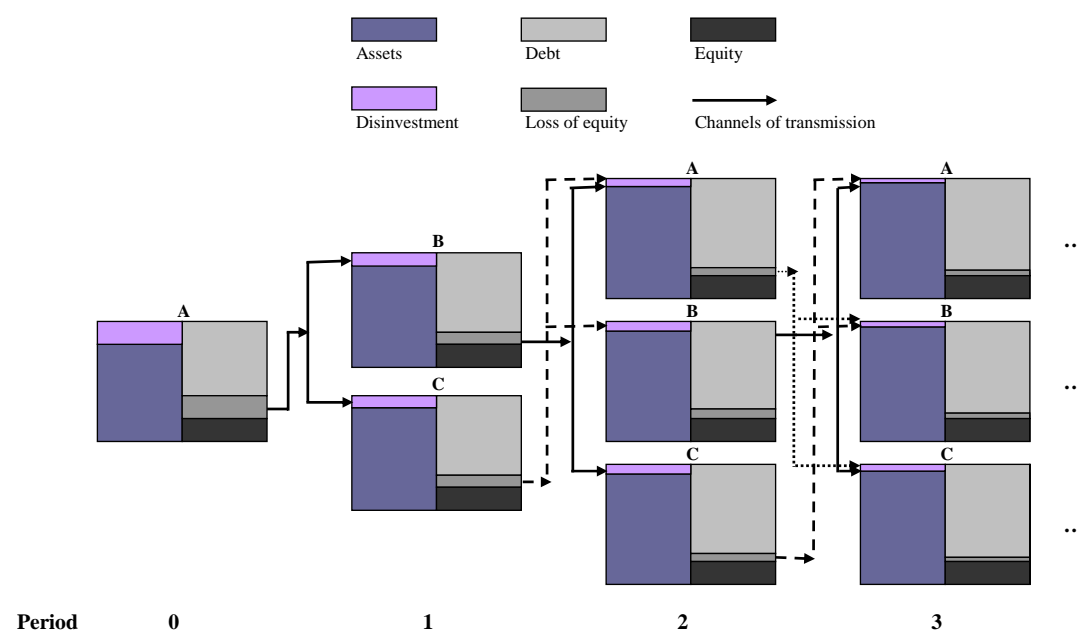 Assets Debt Equity
Disinvestment Loss of equity Channels of transmission
A A
B
A B B
C
C C
..
..
..
Period 0 1 2 3